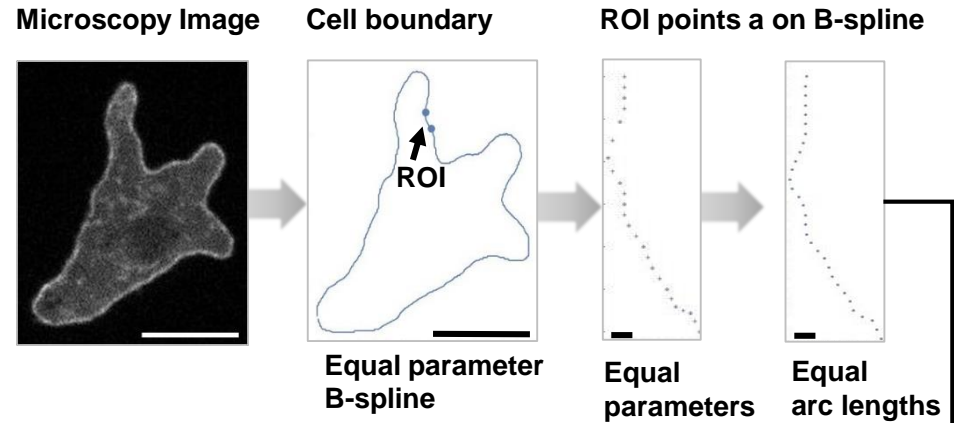 Microscopy Image
Cell boundary
ROI points a on B-spline
ROI
Equal parameter
B-spline
Equal
parameters
Equal
arc lengths